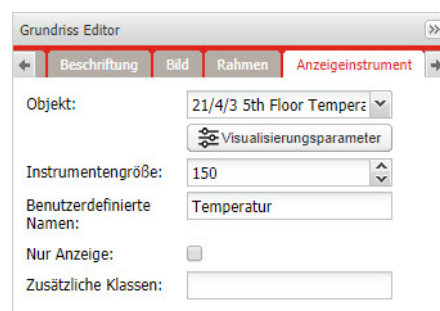 Grundriss Editor
Beschriftung Bild Rahmen Anzeigeinstrument
Objekt: 21/4/3 5th Floor Tempera
Visualisierungsparameter
Instrumentengröße: 150
Benutzerdefinierte Namen: Temperatur
Nur Anzeige:
Zusätzliche Klassen: